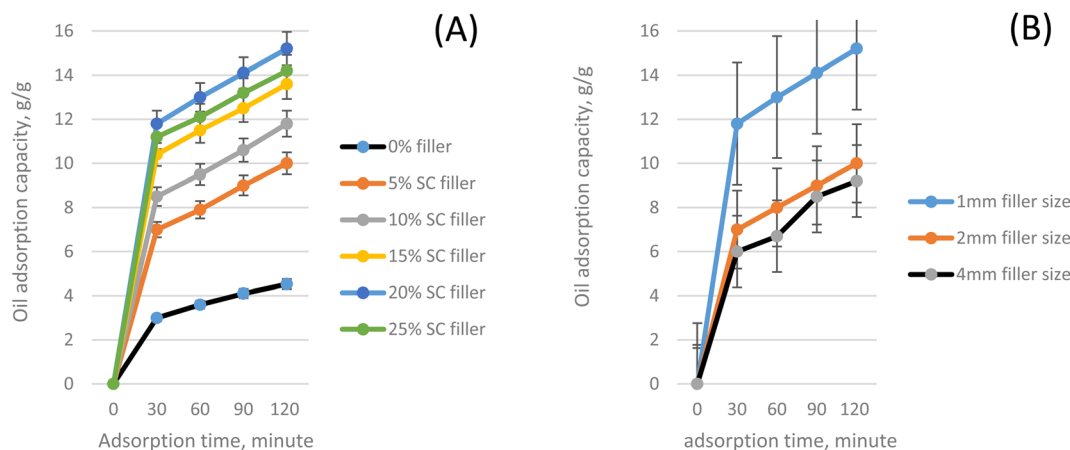 (A)
Oil adsorption capacity, g/g
16
14
12
10
8
6
4
2
0
0 30 60 90 120
Adsorption time, minute
0% filler
5% SC filler
10% SC filler
15% SC filler
20% SC filler
25% SC filler
(B)
Oil adsorption capacity, g/g
16
14
12
10
8
6
4
2
0
0 30 60 90 120
adsorption time, minute
1mm filler size
2mm filler size
4mm filler size